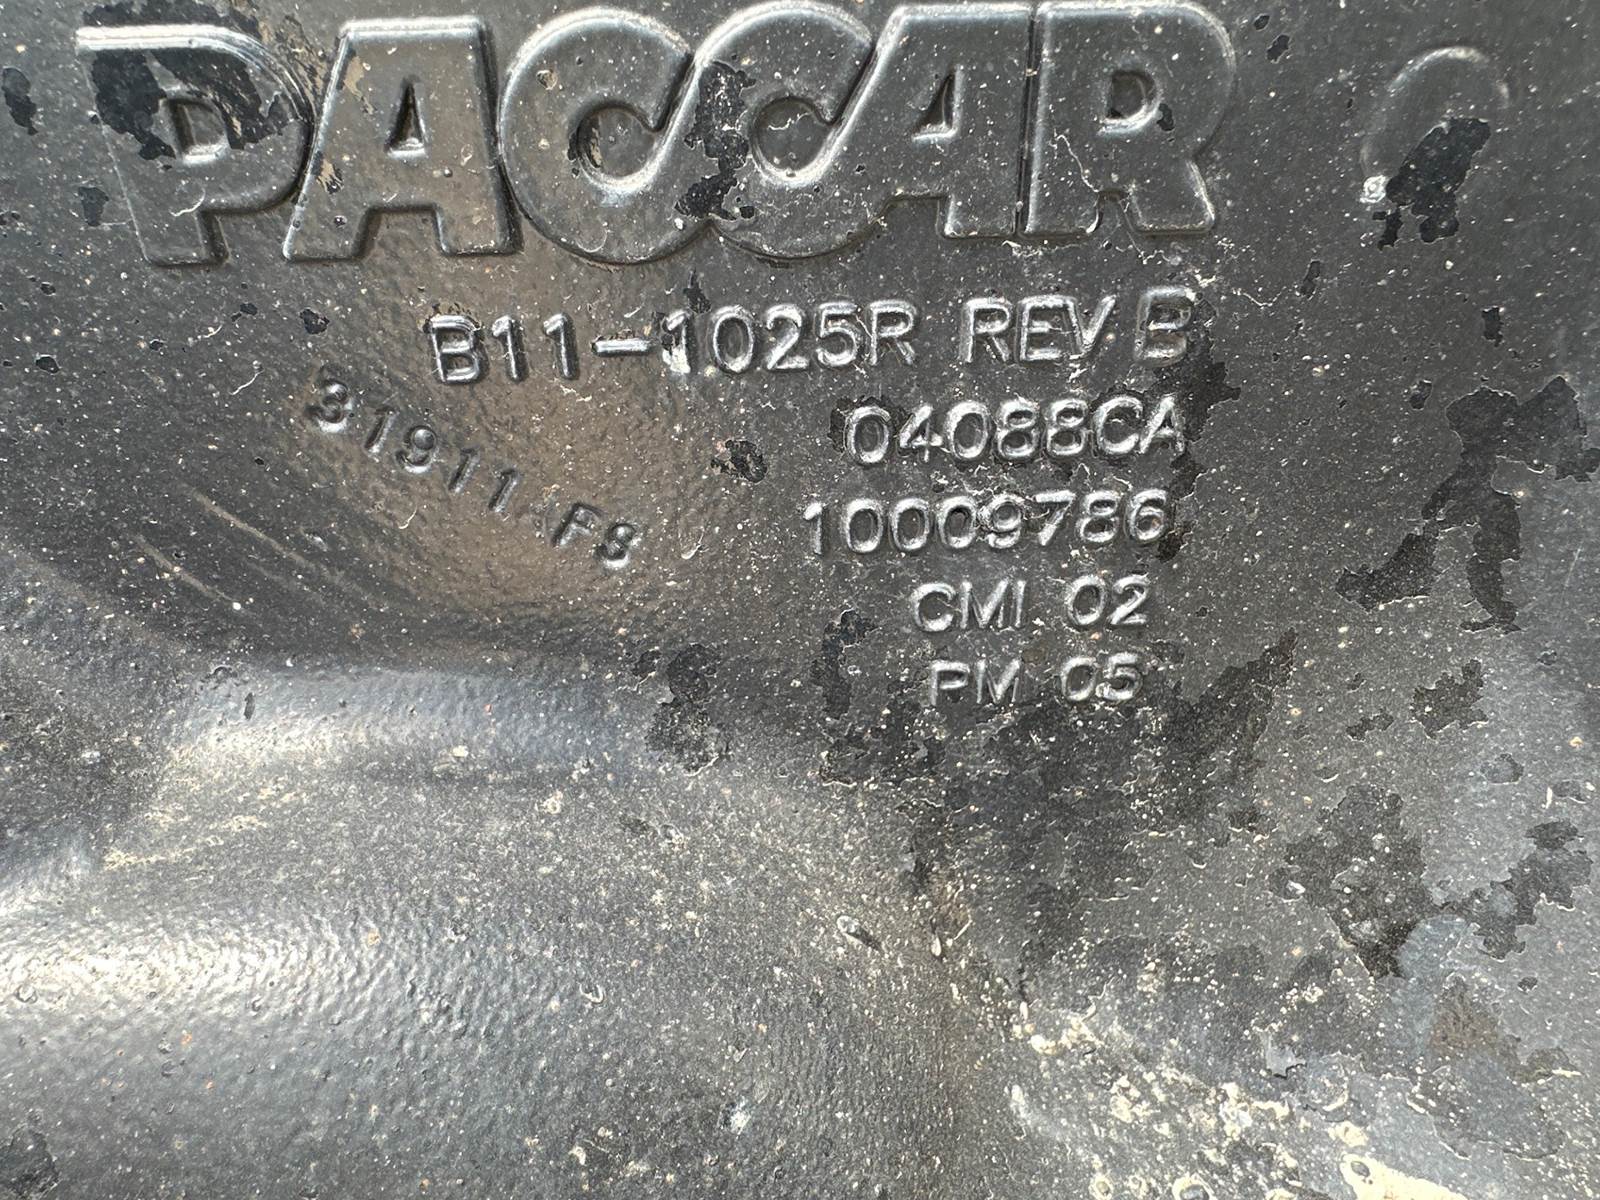 PACCAR
B11-1025R REV B
04088CA
31911 F8
10009786
CMI 02
PM 05